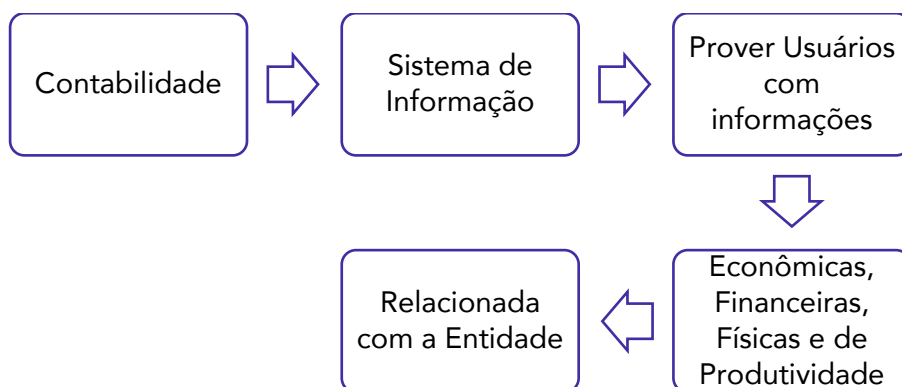 Contabilidade
Sistema de
Informação
Prover Usuários
com
informações
Econômicas,
Financeiras,
Físicas e de
Produtividade
Relacionada
com a Entidade